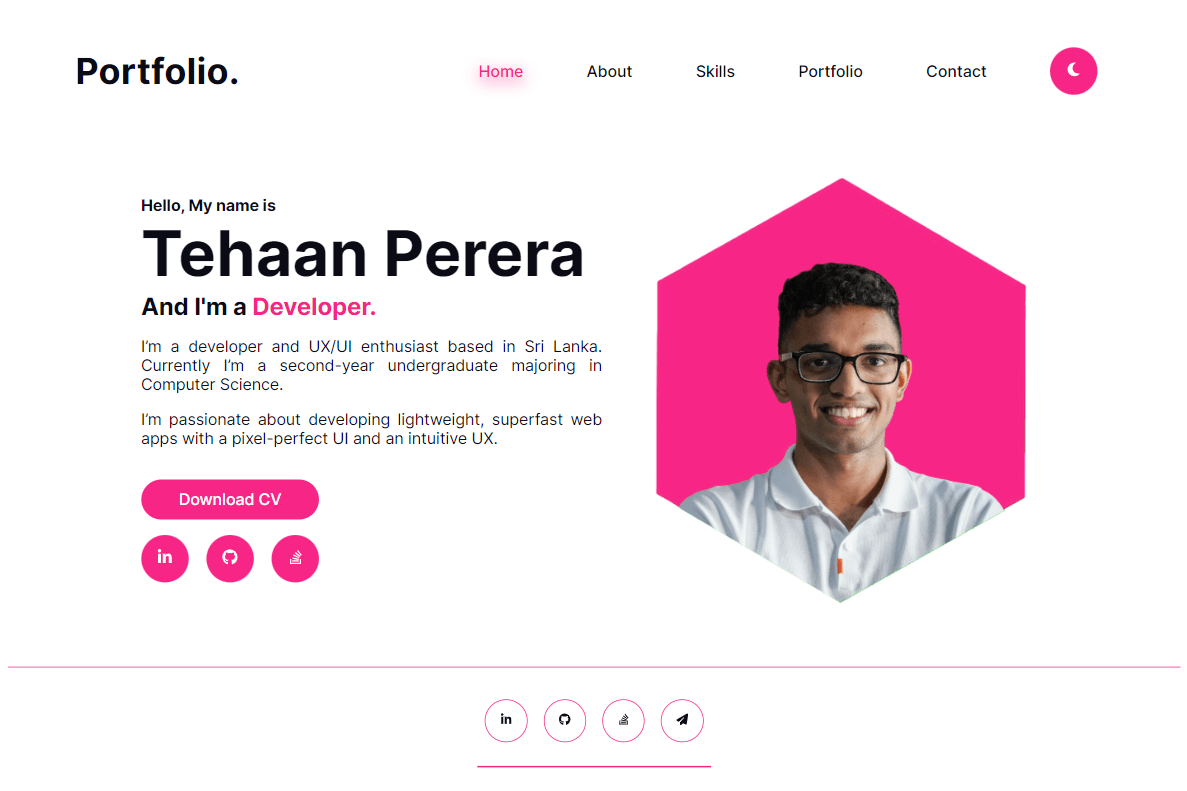 Portfolio.
Home About Skills Portfolio Contact
Hello, My name is
Tehaan Perera
And I'm a Developer.
I’m a developer and UX/UI enthusiast based in Sri Lanka.
Currently I’m a second-year undergraduate majoring in
Computer Science.
I’m passionate about developing lightweight, superfast web
apps with a pixel-perfect UI and an intuitive UX.
Download CV
in
in